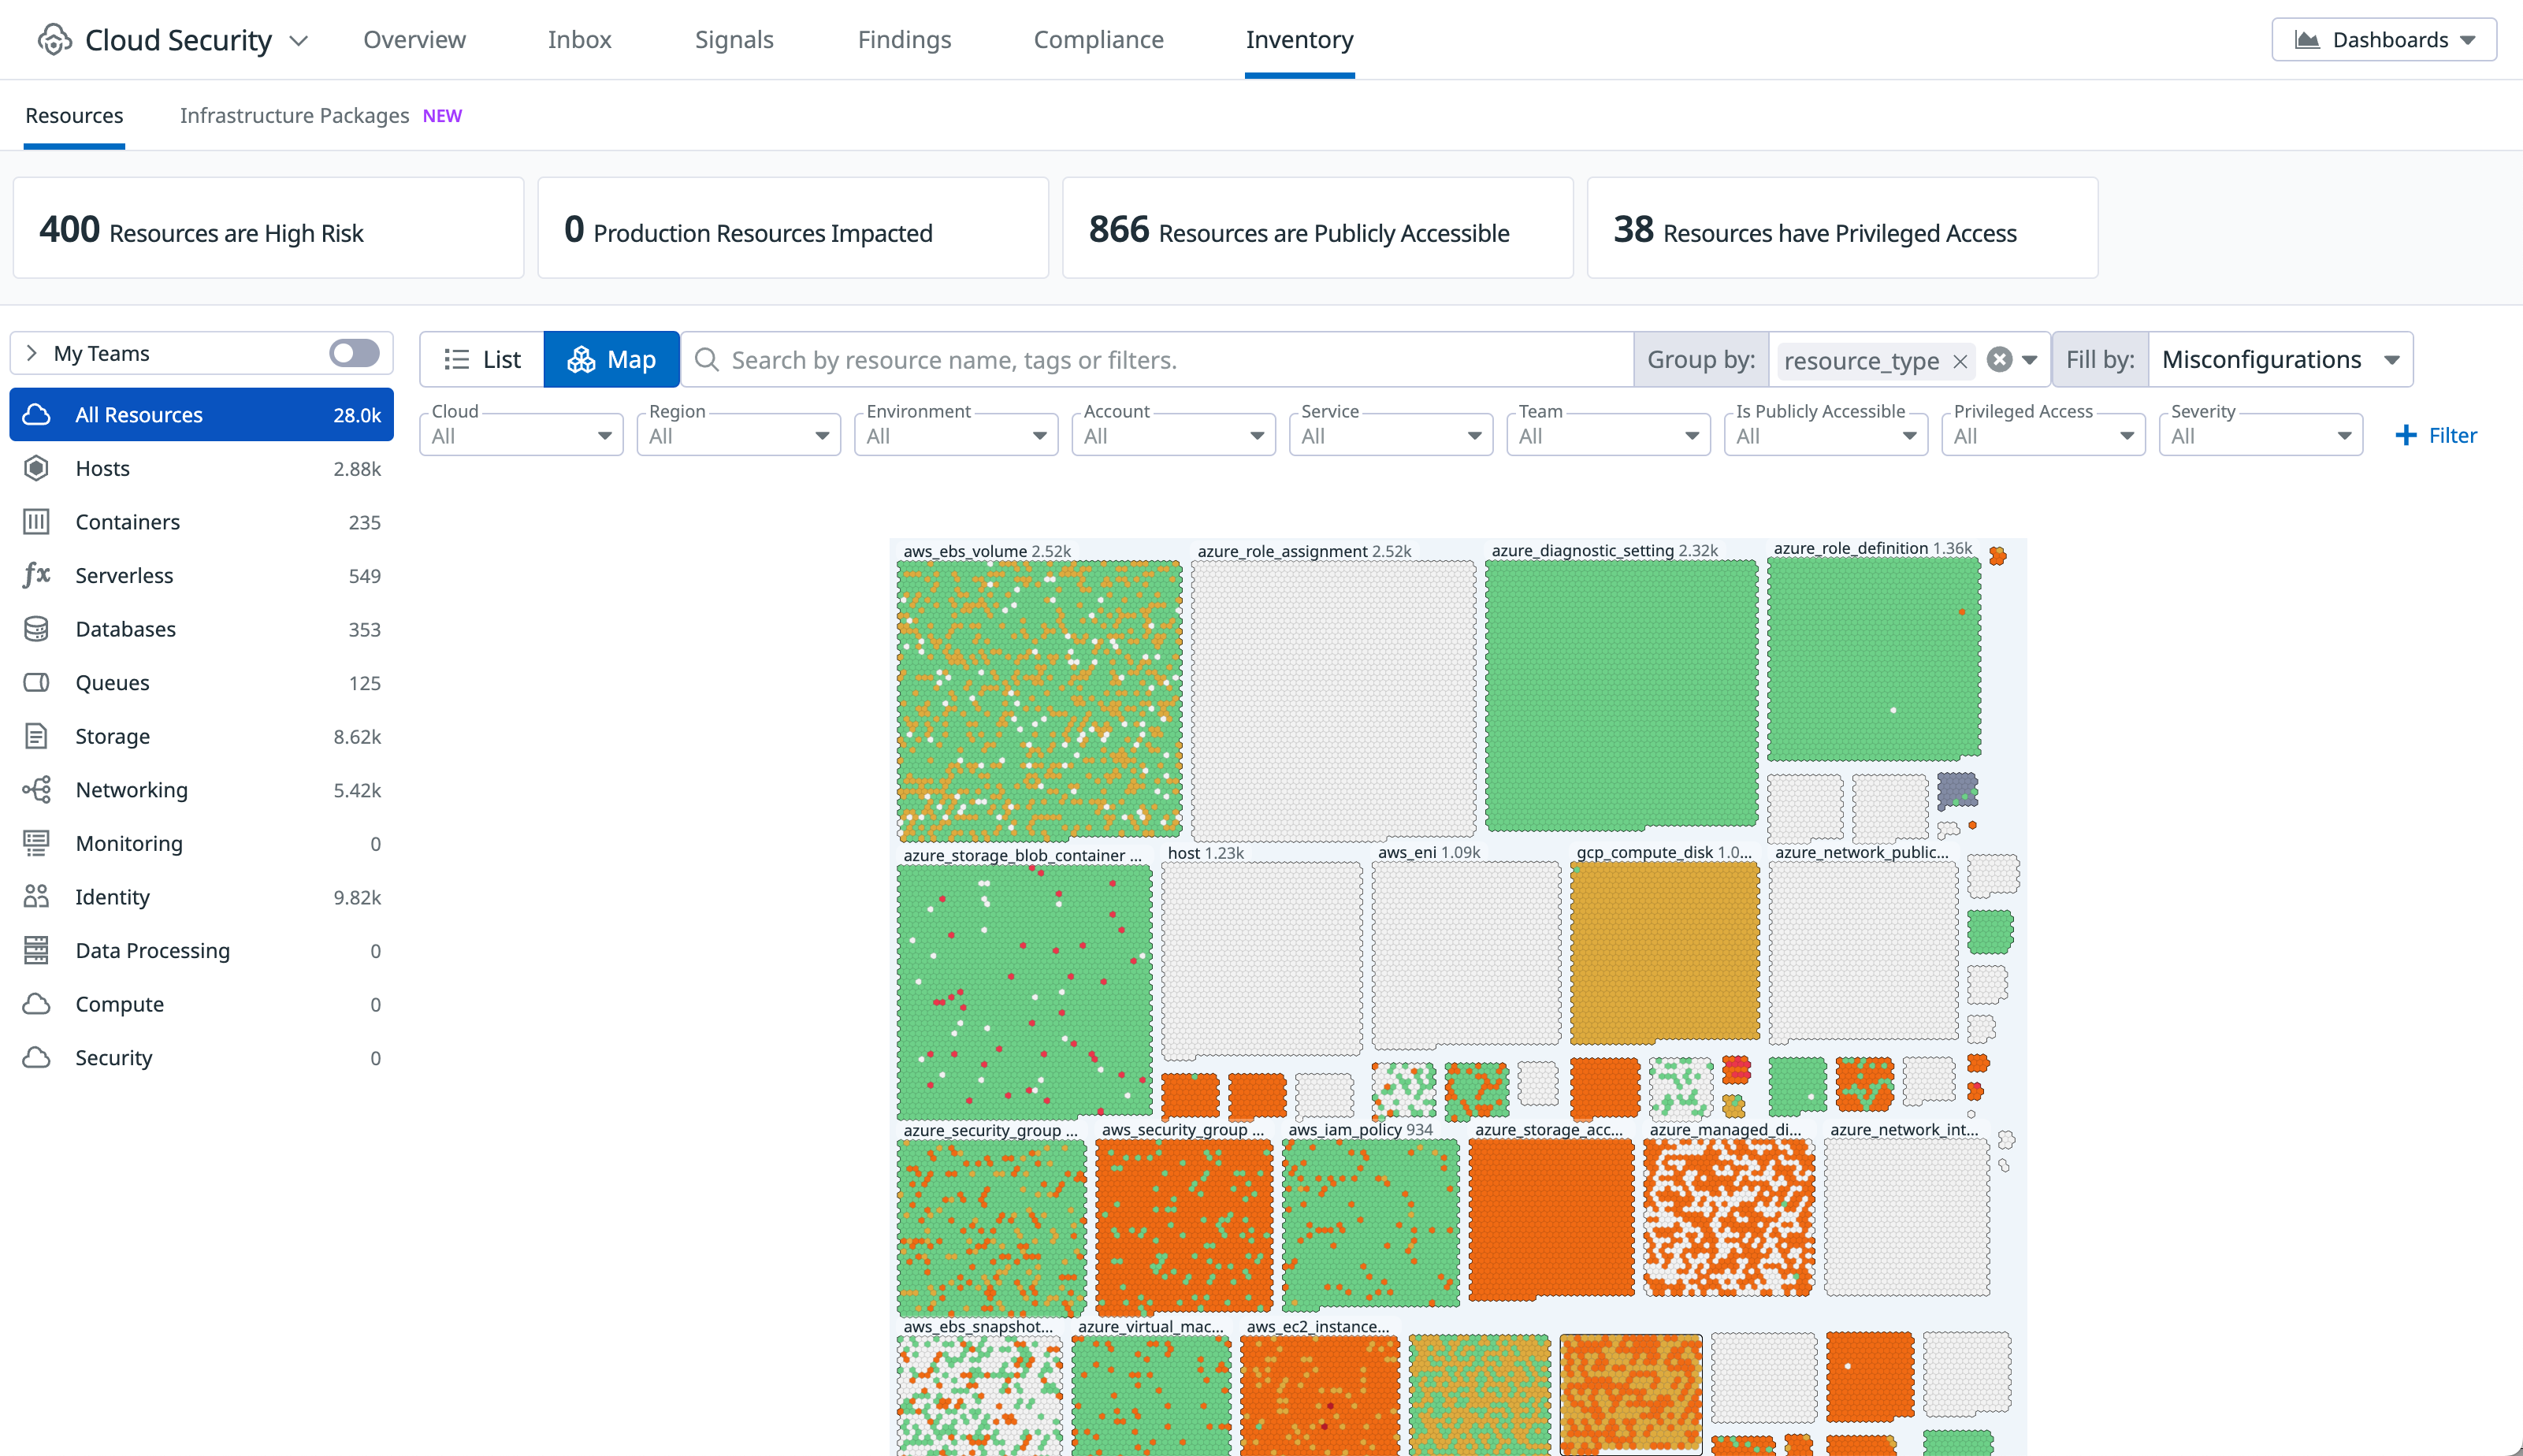 Cloud Security
Overview
Inbox
Signals
Findings
Compliance
Inventory
Dashboards
Resources
Infrastructure Packages NEW
400 Resources are High Risk
0 Production Resources Impacted
866 Resources are Publicly Accessible
38 Resources have Privileged Access
My Teams
All Resources 28.0k
Hosts 2.88k
Containers 235
Serverless 549
Databases 353
Queues 125
Storage 8.62k
Networking 5.42k
Monitoring 0
Identity 9.82k
Data Processing 0
Compute 0
Security 0
List
Map
Search by resource name, tags or filters.
Group by:
resource_type
Fill by:
Misconfigurations
Cloud
All
Region
All
Environment
All
Account
All
Service
All
Team
All
Is Publicly Accessible
All
Privileged Access
All
Severity
All
Filter
aws_ebs_volume 2.52k
azure_role_assignment 2.52k
azure_diagnostic_setting 2.32k
azure_role_definition 1.36k
azure_storage_blob_container ...
host 1.23k
aws_eni 1.09k
gcp_compute_disk 1.0...
azure_network_public...
azure_security_group ...
aws_security_group ...
aws_iam_policy 934
azure_storage_acc...
azure_managed_di...
azure_network_int...
aws_ebs_snapshot...
azure_virtual_mac...
aws_ec2_instance...